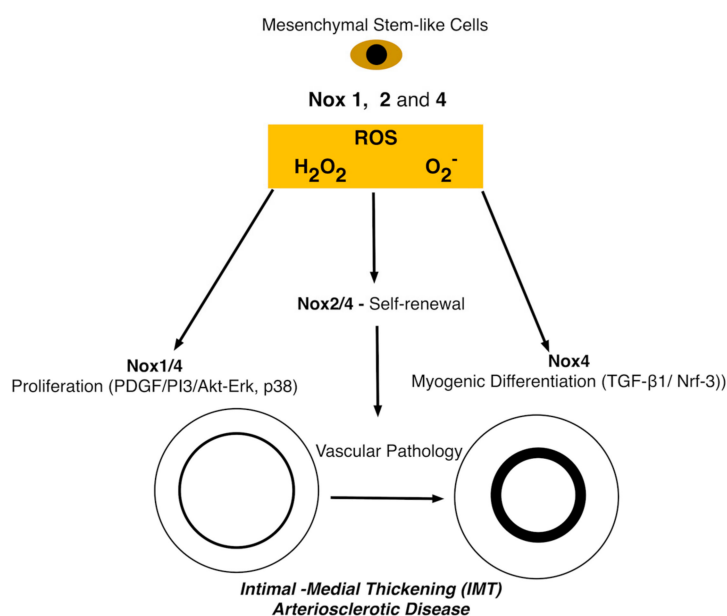 Mesenchymal Stem-like Cells
Nox 1, 2 and 4
ROS
H₂O₂ O₂⁻
Nox2/4 - Self-renewal
Nox1/4
Proliferation (PDGF/PI3/Akt-Erk, p38)
Nox4
Myogenic Differentiation (TGF-β1/ Nrf-3))
Vascular Pathology
Intimal -Medial Thickening (IMT)
Arteriosclerotic Disease